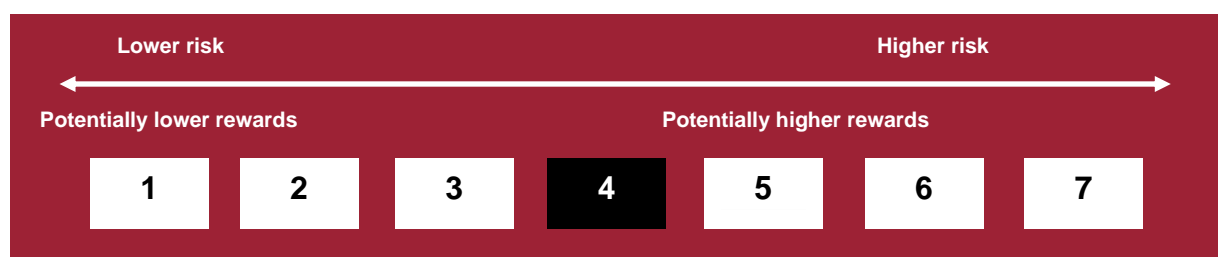 Lower risk Higher risk
Potentially lower rewards Potentially higher rewards
1 2 3 4 5 6 7